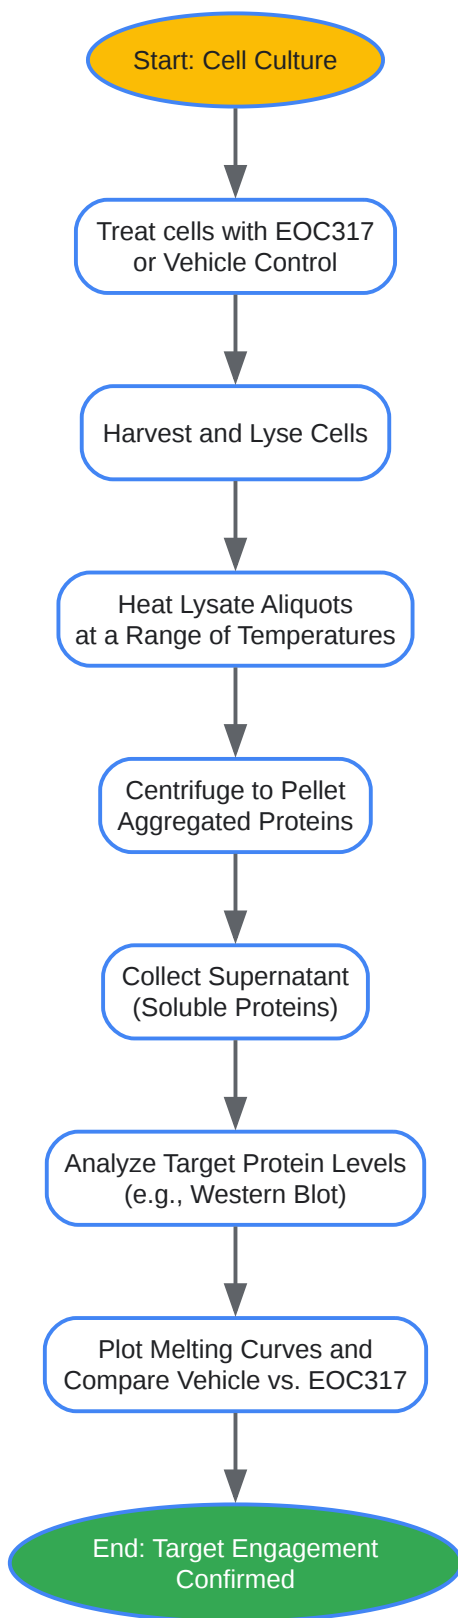 Start: Cell Culture
Treat cells with EOC317
or Vehicle Control
Harvest and Lyse Cells
Heat Lysate Aliquots
at a Range of Temperatures
Centrifuge to Pellet
Aggregated Proteins
Collect Supernatant
(Soluble Proteins)
Analyze Target Protein Levels
(e.g., Western Blot)
Plot Melting Curves and
Compare Vehicle vs. EOC317
End: Target Engagement
Confirmed